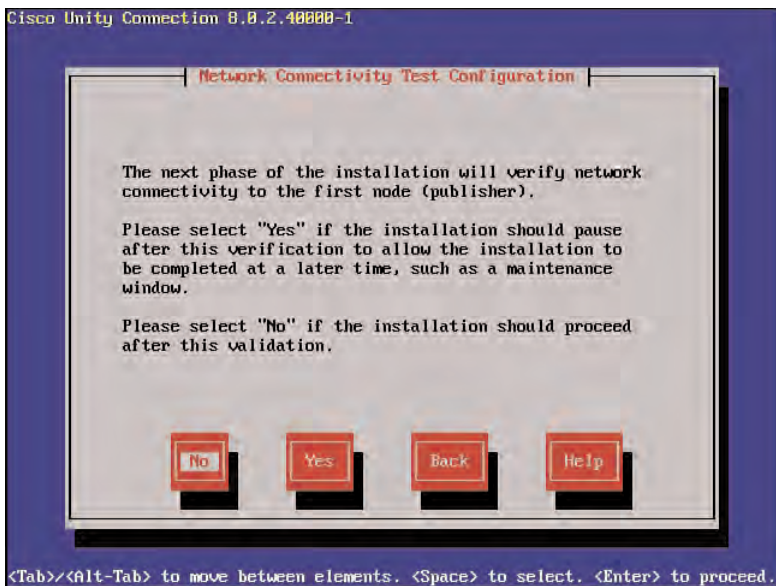 Cisco Unity Connection 8.0.2.40000-1
Network Connectivity Test Configuration
The next phase of the installation will verify network
connectivity to the first node (publisher).
Please select "Yes" if the installation should pause
after this verification to allow the installation to
be completed at a later time, such as a maintenance
window.
Please select "No" if the installation should proceed
after this validation.
No Yes Back Help
<Tab>/<Alt-Tab> to move between elements. <Space> to select. <Enter> to proceed.